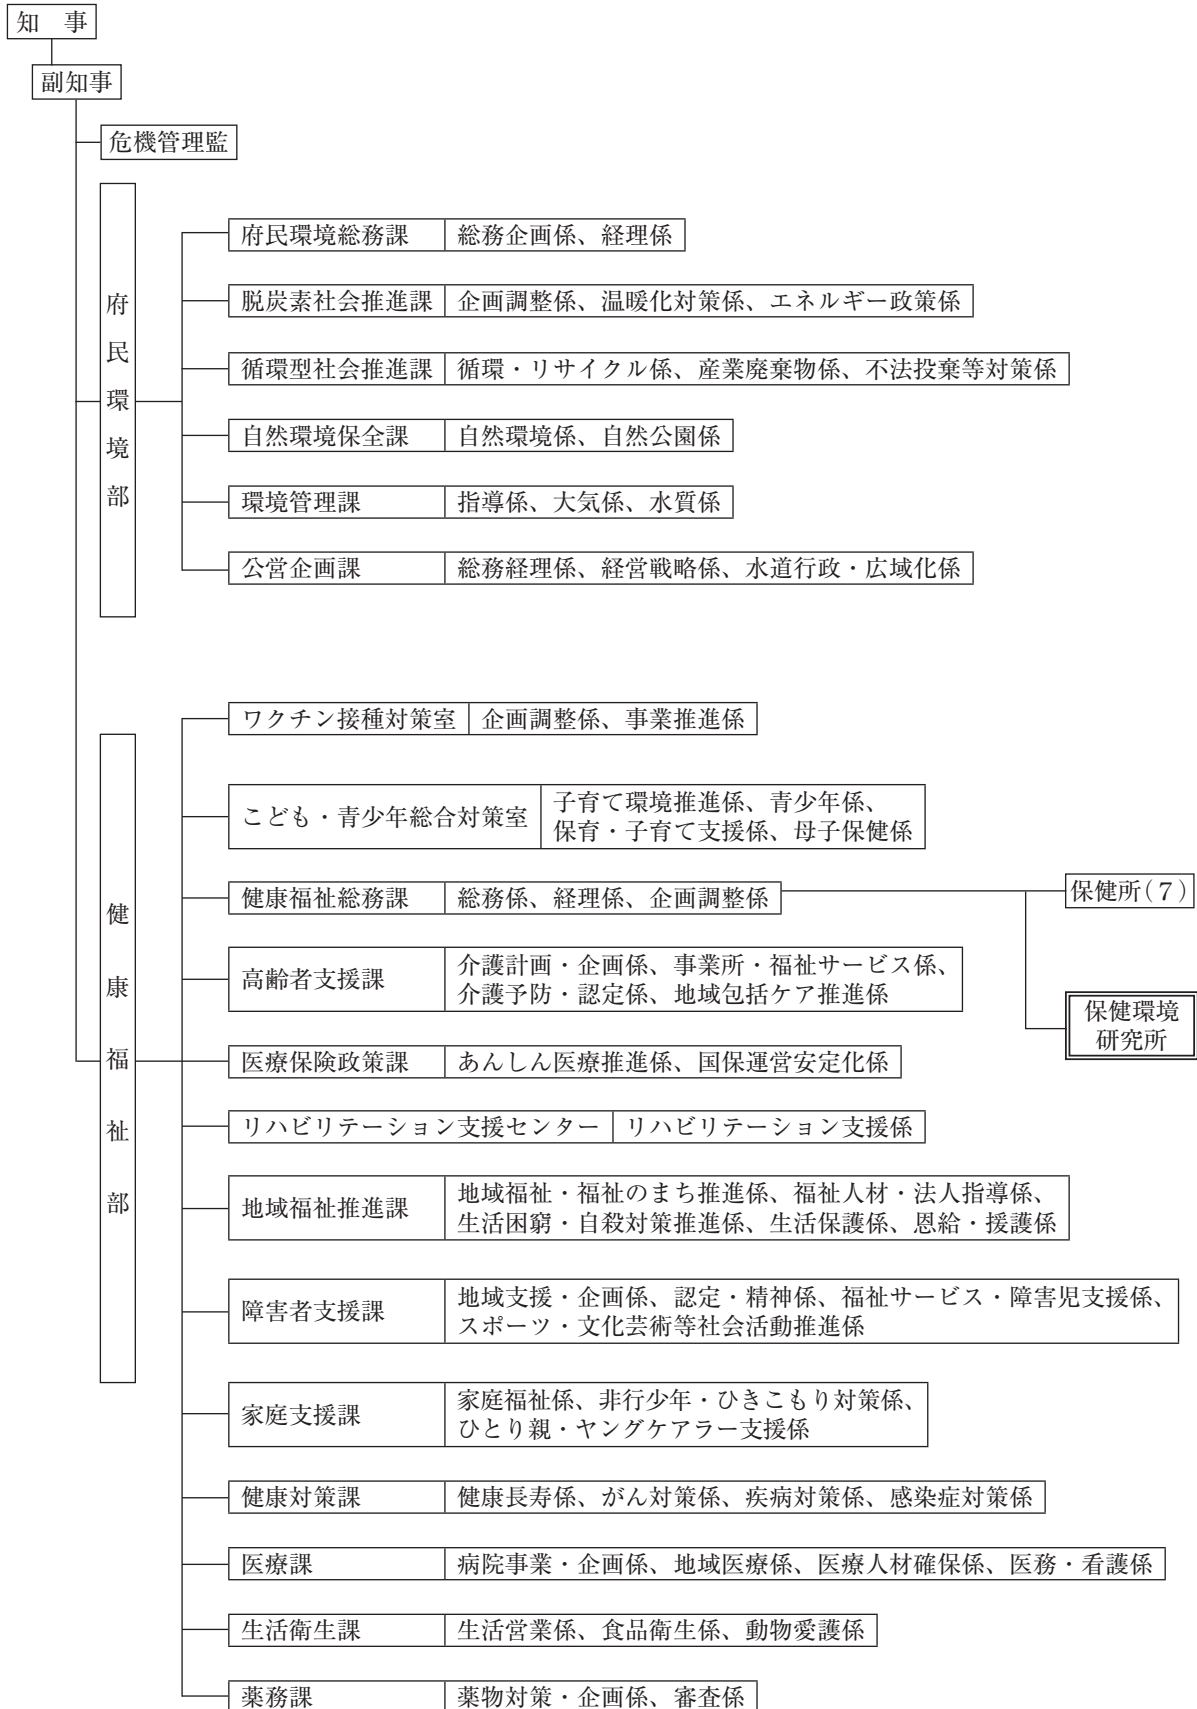 知　事
副知事
危機管理監
府民環境部
府民環境総務課 総務企画係、経理係
脱炭素社会推進課 企画調整係、温暖化対策係、エネルギー政策係
循環型社会推進課 循環・リサイクル係、産業廃棄物係、不法投棄等対策係
自然環境保全課 自然環境係、自然公園係
環境管理課 指導係、大気係、水質係
公営企画課 総務経理係、経営戦略係、水道行政・広域化係
健康福祉部
ワクチン接種対策室 企画調整係、事業推進係
こども・青少年総合対策室 子育て環境推進係、青少年係、
保育・子育て支援係、母子保健係
健康福祉総務課 総務係、経理係、企画調整係
保健所(７)
保健環境
研究所
高齢者支援課 介護計画・企画係、事業所・福祉サービス係、
介護予防・認定係、地域包括ケア推進係
医療保険政策課 あんしん医療推進係、国保運営安定化係
リハビリテーション支援センター リハビリテーション支援係
地域福祉推進課 地域福祉・福祉のまち推進係、福祉人材・法人指導係、
生活困窮・自殺対策推進係、生活保護係、恩給・援護係
障害者支援課 地域支援・企画係、認定・精神係、福祉サービス・障害児支援係、
スポーツ・文化芸術等社会活動推進係
家庭支援課 家庭福祉係、非行少年・ひきこもり対策係、
ひとり親・ヤングケアラー支援係
健康対策課 健康長寿係、がん対策係、疾病対策係、感染症対策係
医療課 病院事業・企画係、地域医療係、医療人材確保係、医務・看護係
生活衛生課 生活営業係、食品衛生係、動物愛護係
薬務課 薬物対策・企画係、審査係